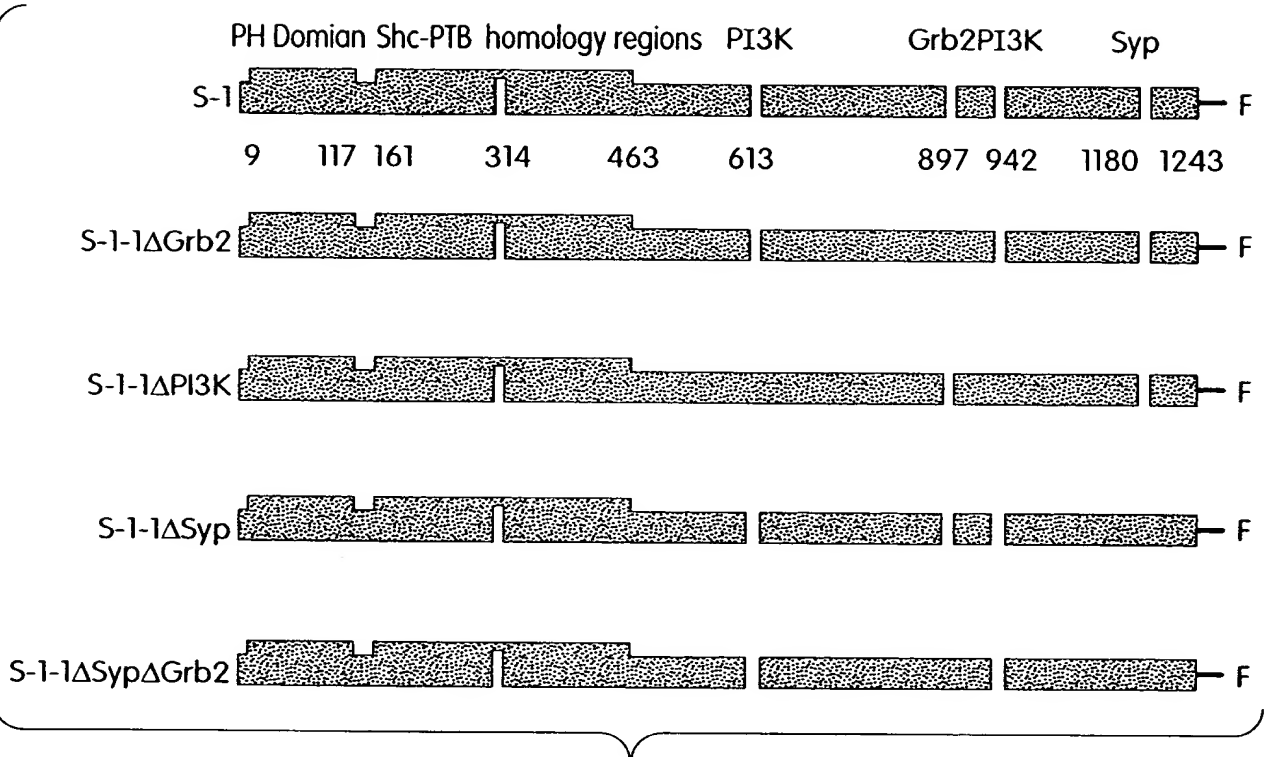 PH Domian Shc-PTB homology regions PI3K Grb2PI3K Syp
S-1 F
9 117 161 314 463 613 897 942 1180 1243
S-1-1ΔGrb2 F
S-1-1ΔPI3K F
S-1-1ΔSyp F
S-1-1ΔSypΔGrb2 F